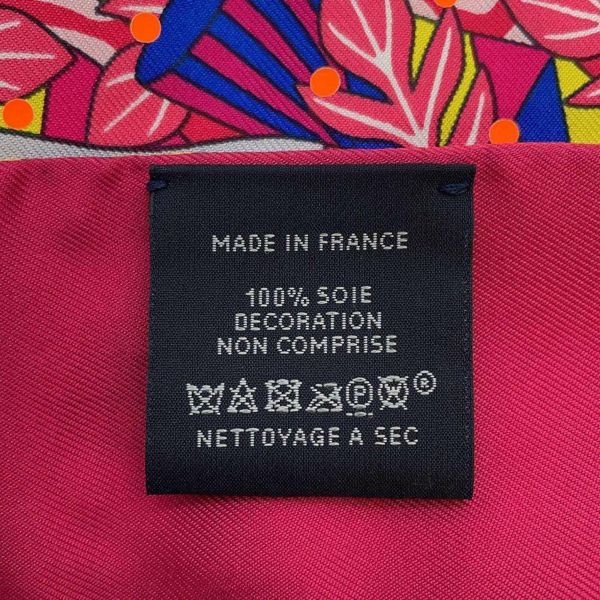 MADE IN FRANCE
100% SOIE
DECORATION
NON COMPRISE
P W ®
NETTOYAGE A SEC